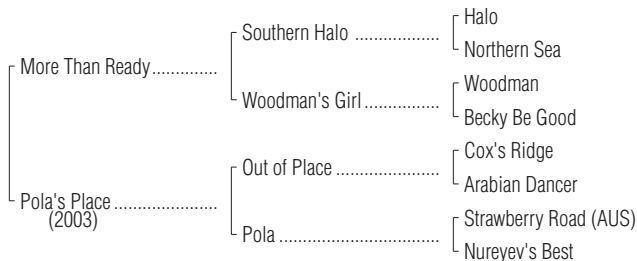 Halo
Southern Halo ..................
Northern Sea
More Than Ready..............
Woodman
Woodman's Girl................
Becky Be Good
Cox's Ridge
Out of Place ......................
Arabian Dancer
Pola's Place ......................
(2003)
Strawberry Road (AUS)
Pola..................................
Nureyev's Best